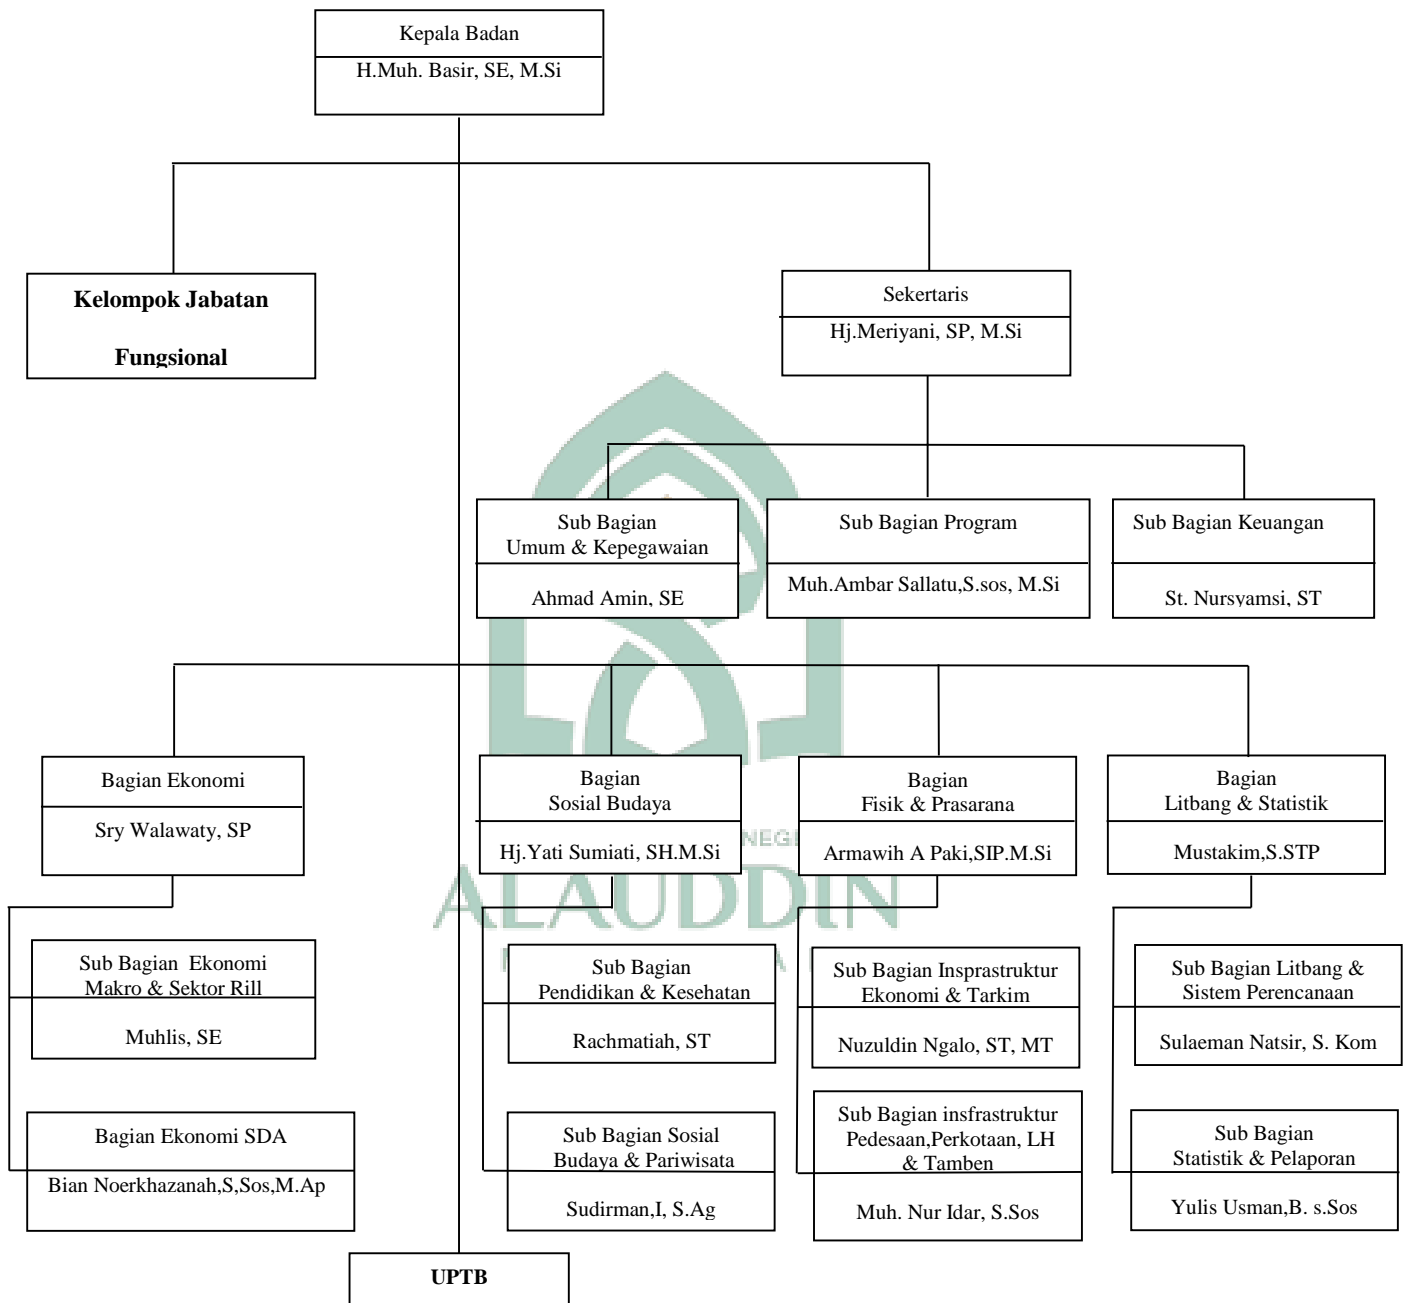 Kepala Badan
H.Muh. Basir, SE, M.Si
Kelompok Jabatan
Fungsional
Sekertaris
Hj.Meriyani, SP, M.Si
Sub Bagian
Umum & Kepegawaian
Ahmad Amin, SE
Sub Bagian Program
Muh.Ambar Sallatu,S.sos, M.Si
Sub Bagian Keuangan
St. Nursyamsi, ST
Bagian Ekonomi
Sry Walawaty, SP
Bagian
Sosial Budaya
Hj.Yati Sumiati, SH.M.Si
Bagian
Fisik & Prasarana
Armawih A Paki,SIP.M.Si
Bagian
Litbang & Statistik
Mustakim,S.STP
ALAUDDIN
Sub Bagian Ekonomi
Makro & Sektor Rill
Muhlis, SE
Sub Bagian
Pendidikan & Kesehatan
Rachmatiah, ST
Sub Bagian Insprastruktur
Ekonomi & Tarkim
Nuzuldin Ngalo, ST, MT
Sub Bagian Litbang &
Sistem Perencanaan
Sulaeman Natsir, S. Kom
Bagian Ekonomi SDA
Bian Noerkhazanah,S,Sos,M.Ap
Sub Bagian Sosial
Budaya & Pariwisata
Sudirman,I, S.Ag
Sub Bagian insfrastruktur
Pedesaan,Perkotaan, LH
& Tamben
Muh. Nur Idar, S.Sos
Sub Bagian
Statistik & Pelaporan
Yulis Usman,B. s.Sos
UPTB